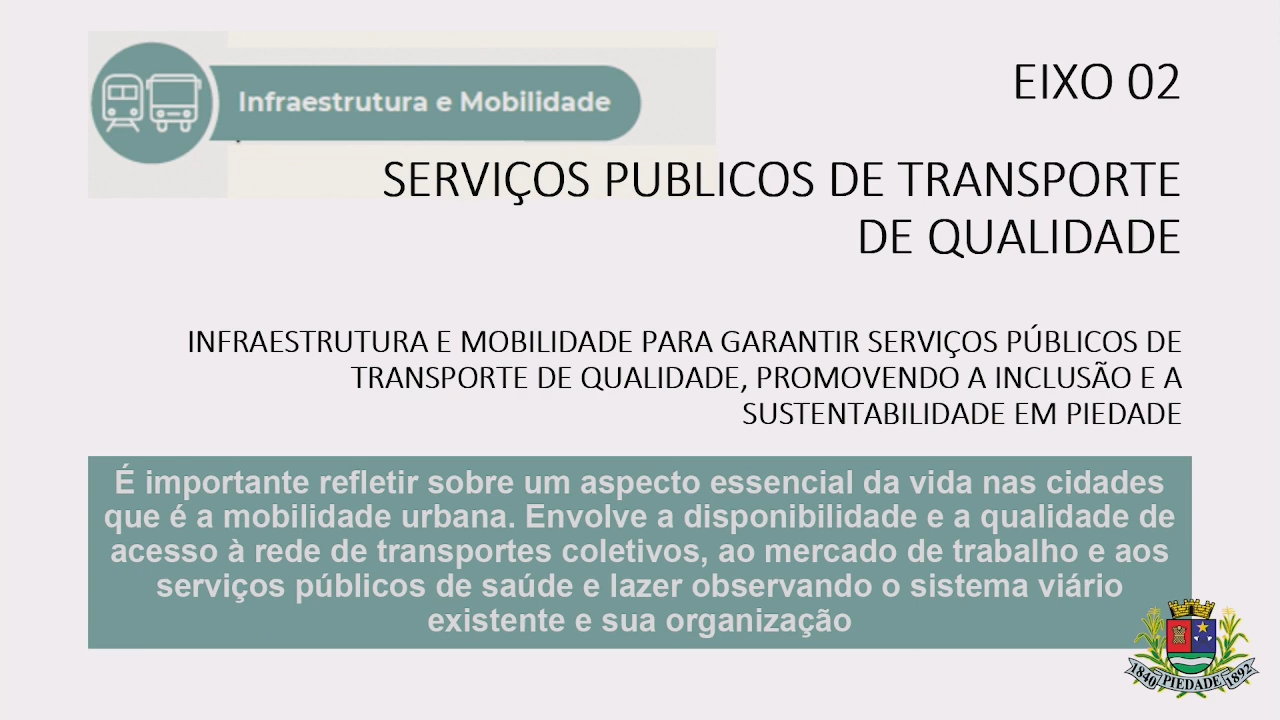 Infraestrutura e Mobilidade
EIXO 02
SERVIÇOS PUBLICOS DE TRANSPORTE
DE QUALIDADE
INFRAESTRUTURA E MOBILIDADE PARA GARANTIR SERVIÇOS PÚBLICOS DE
TRANSPORTE DE QUALIDADE, PROMOVENDO A INCLUSÃO E A
SUSTENTABILIDADE EM PIEDADE
É importante refletir sobre um aspecto essencial da vida nas cidades
que é a mobilidade urbana. Envolve a disponibilidade e a qualidade de
acesso à rede de transportes coletivos, ao mercado de trabalho e aos
serviços públicos de saúde e lazer observando o sistema viário
existente e sua organização
1840 PIEDADE 1892